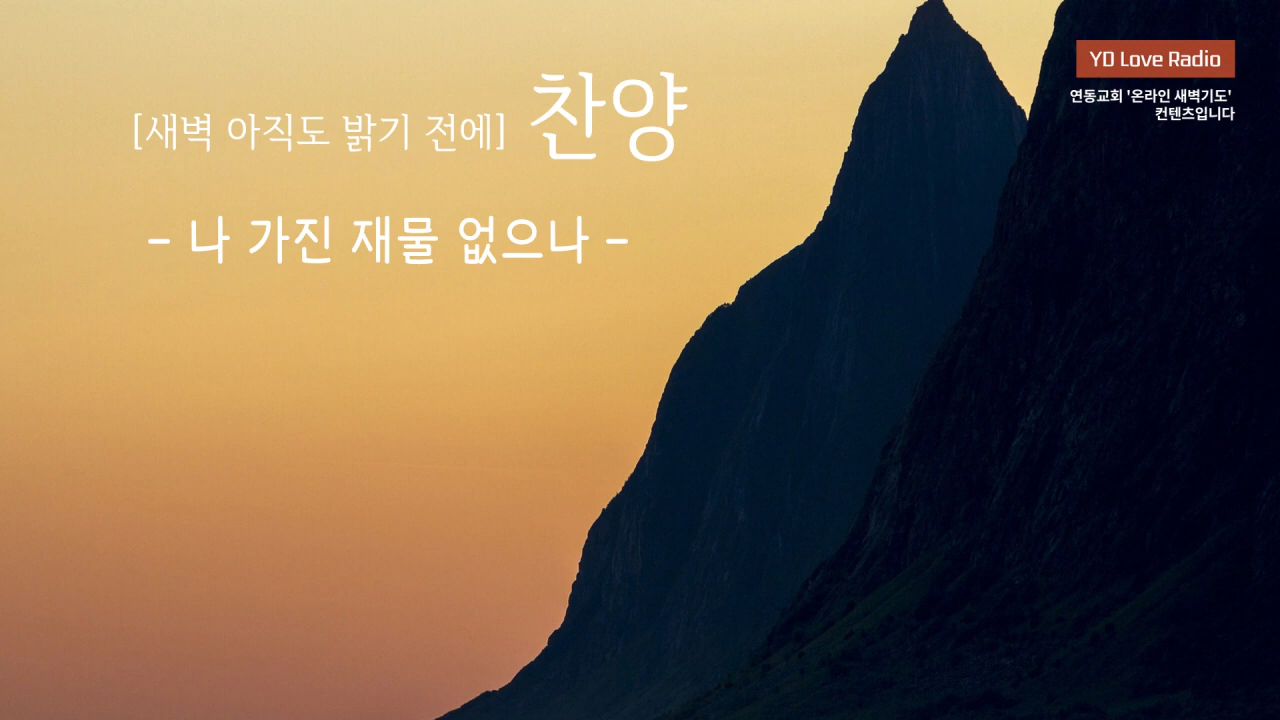 [새벽 아직도 밝기 전에] 찬양
- 나 가진 재물 없으나 -
YD Love Radio
연동교회 '온라인 새벽기도'
컨텐츠입니다